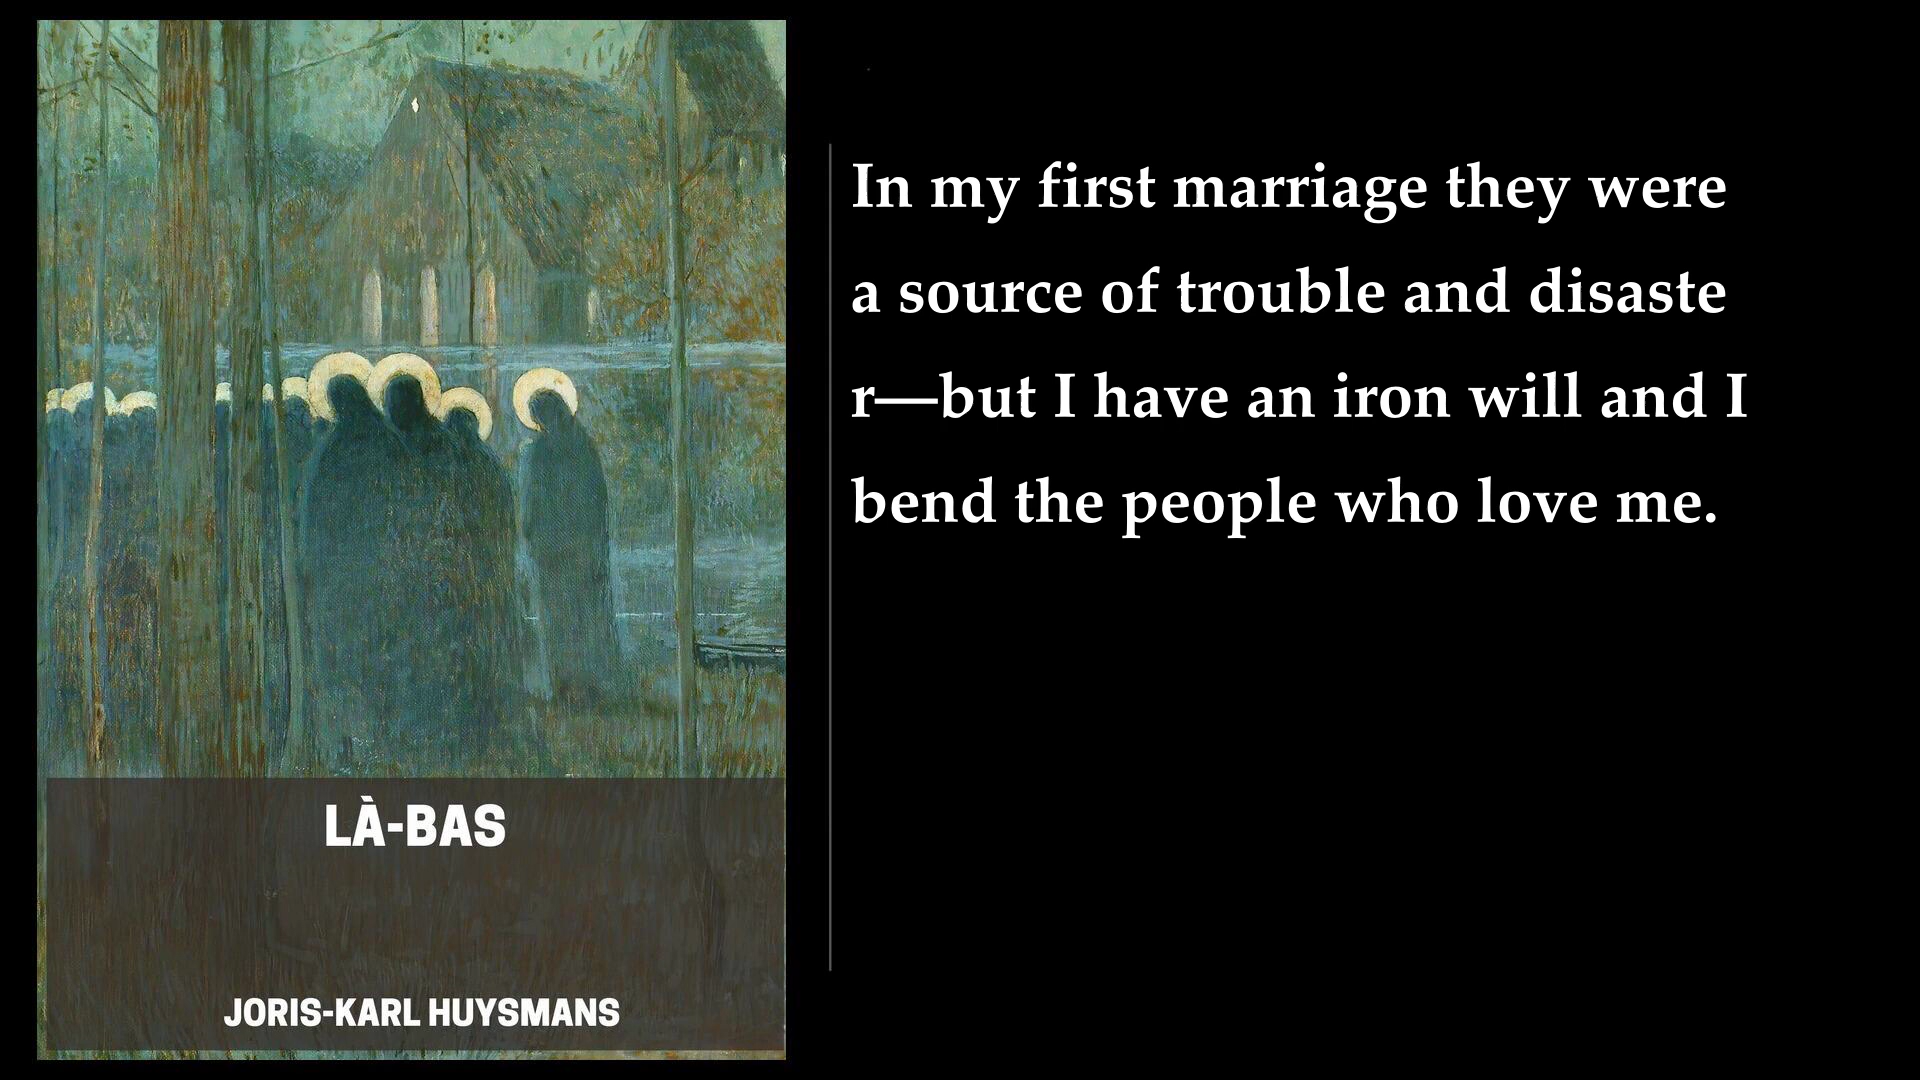 LÀ-BAS
JORIS-KARL HUYSMANS
In my first marriage they were
a source of trouble and disaste
r—but I have an iron will and I
bend the people who love me.